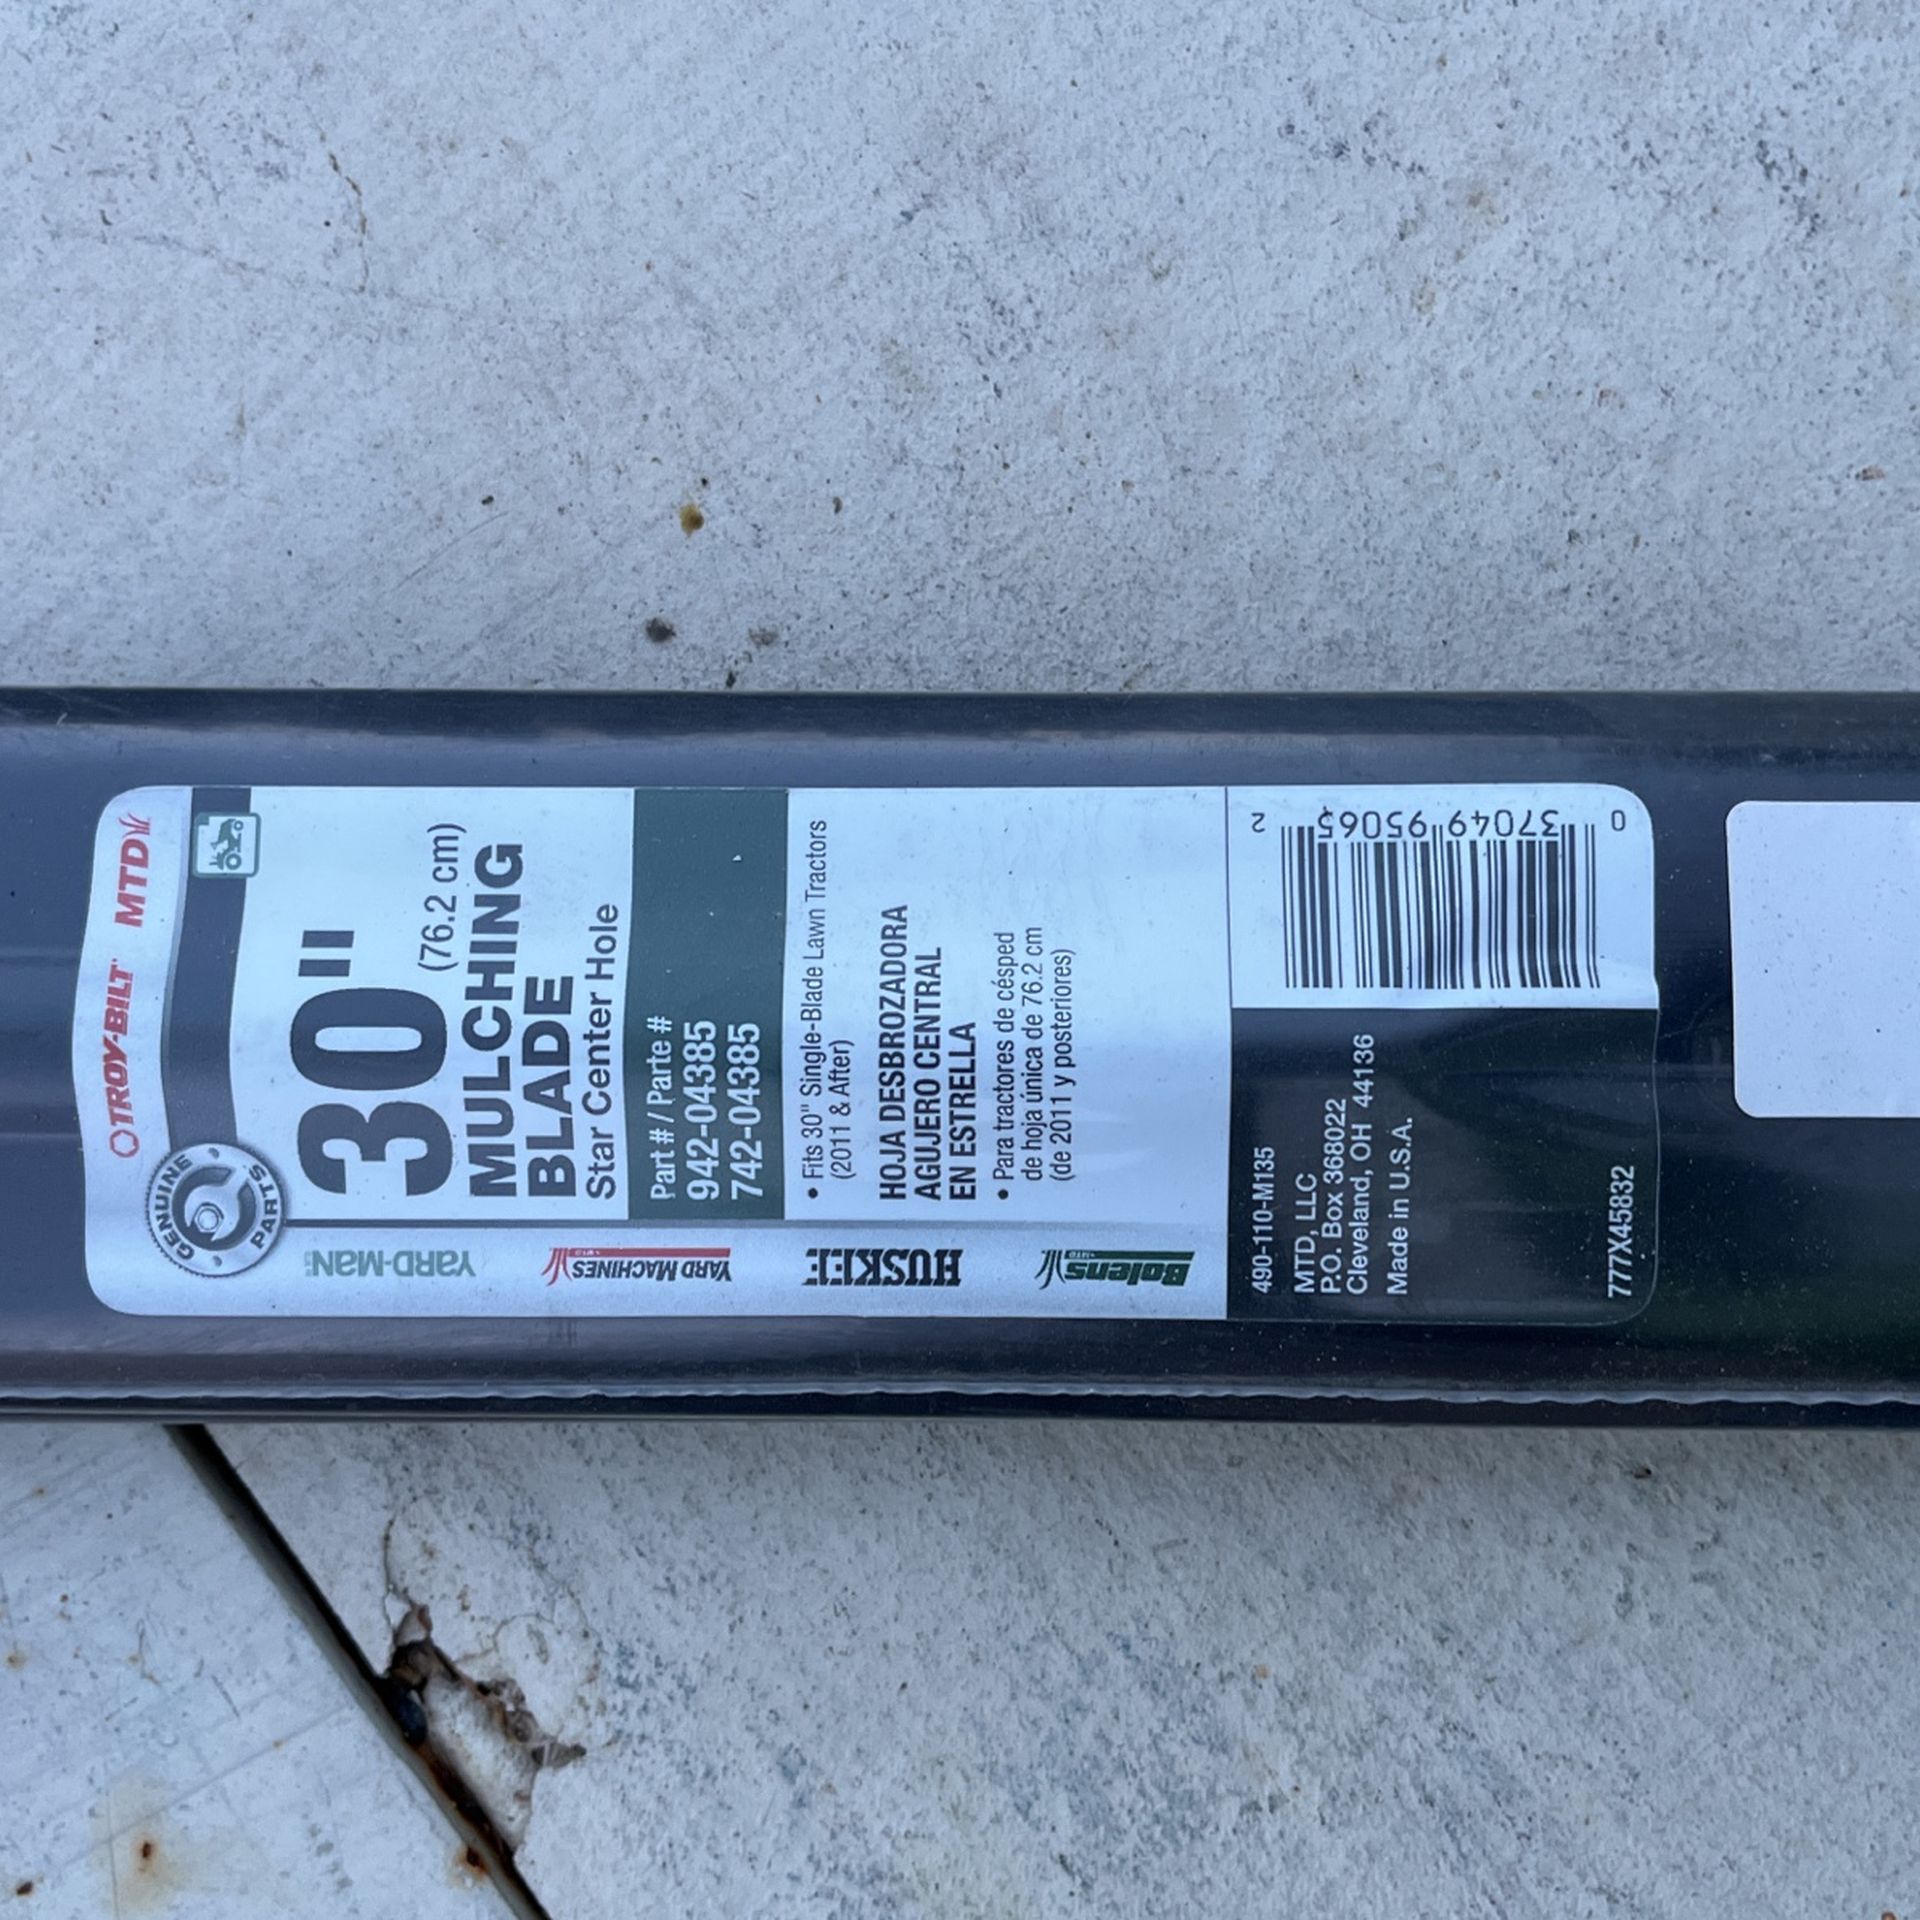 TROY-BILT MTD
GENUINE PARTS
30"
(76.2 cm)
MULCHING
BLADE
Star Center Hole
Part # / Parte #
942-04385
742-04385
• Fits 30" Single-Blade Lawn Tractors
(2011 & After)
HOJA DESBROZADORA
AGUJERO CENTRAL
EN ESTRELLA
• Para tractores de césped
de hoja única de 76.2 cm
(de 2011 y posteriores)
YARD-MAN
YARD MACHINES
HUSKEE
Bolens
490-110-M135
MTD, LLC
P.O. Box 368022
Cleveland, OH 44136
Made in U.S.A.
777X45832
0 37049 95065 2